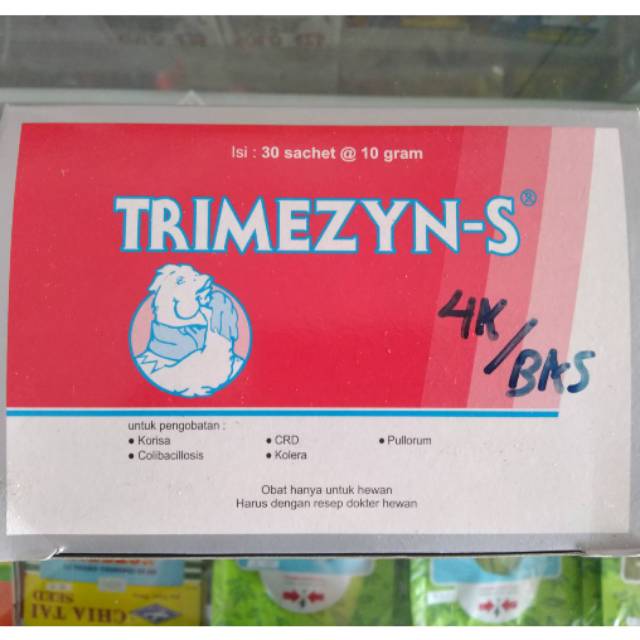 Isi : 30 sachet @ 10 gram
TRIMEZYN-S®
4K/BKS
untuk pengobatan :
• Korisa • CRD • Pullorum
• Colibacillosis • Kolera
Obat hanya untuk hewan
Harus dengan resep dokter hewan
CHIA TAI
SEED